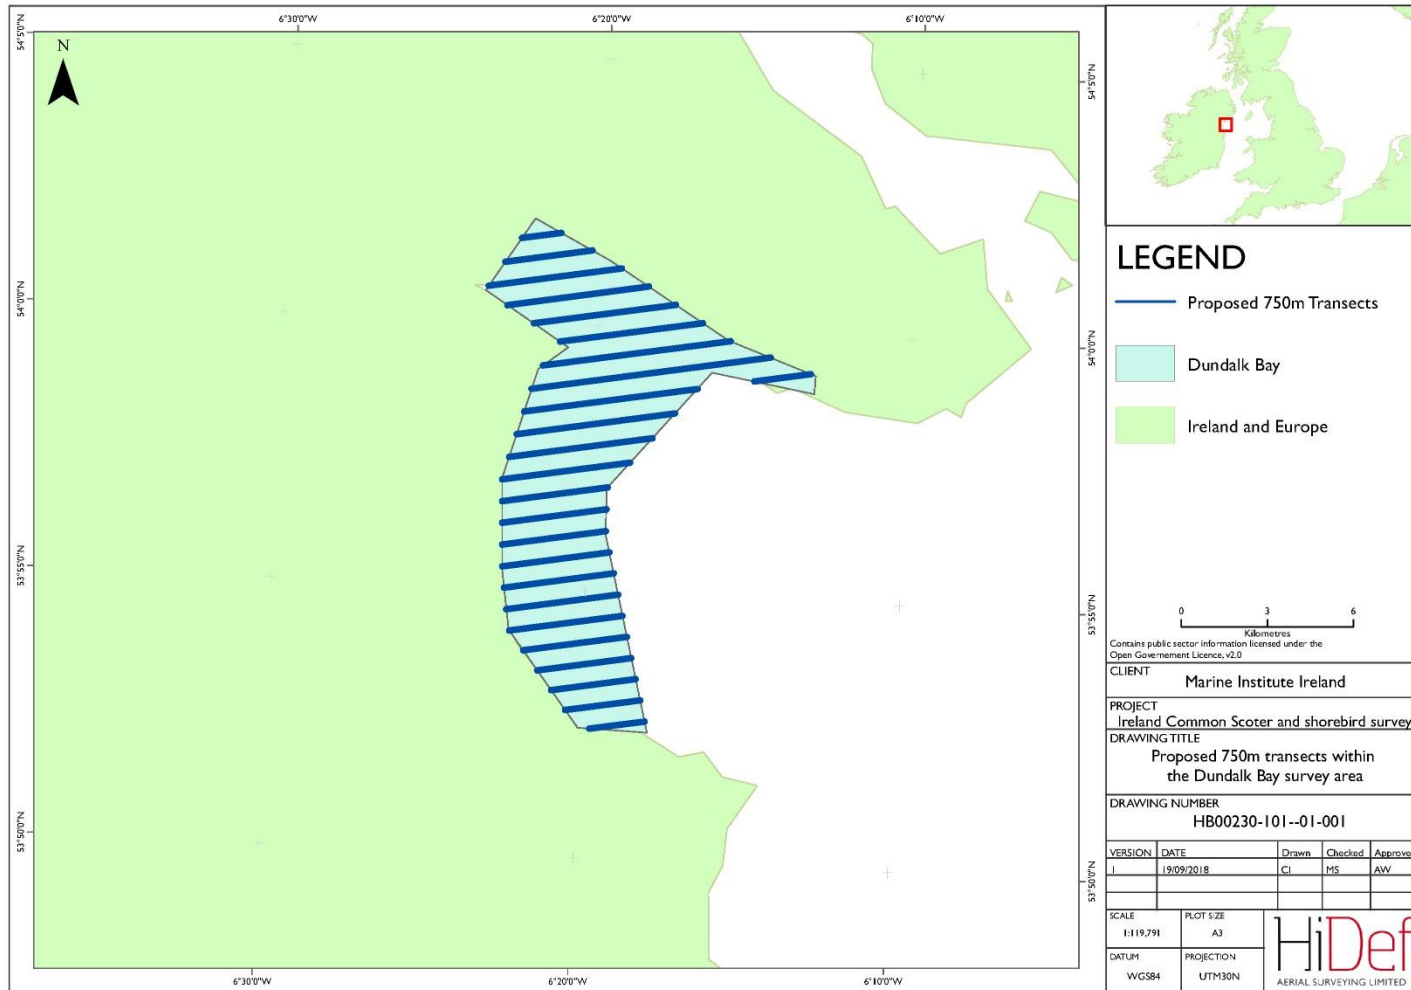 6°30'0"W 6°20'0"W 6°10'0"W
54°5'0"N
N
54°5'0"N
54°0'0"N
54°0'0"N
53°55'0"N
53°55'0"N
53°50'0"N
53°50'0"N
6°30'0"W 6°20'0"W 6°10'0"W
LEGEND
Proposed 750m Transects
Dundalk Bay
Ireland and Europe
0 3 6
Kilometres
Contains public sector information licensed under the
Open Governement Licence, v2.0
CLIENT
Marine Institute Ireland
PROJECT
Ireland Common Scoter and shorebird survey
DRAWING TITLE
Proposed 750m transects within
the Dundalk Bay survey area
DRAWING NUMBER
HB00230-101--01-001
VERSION DATE Drawn Checked Approve
1 19/09/2018 CI MS AW
SCALE PLOT SIZE
1:119,791 A3
DATUM PROJECTION
WGS84 UTM30N
HiDef
AERIAL SURVEYING LIMITED